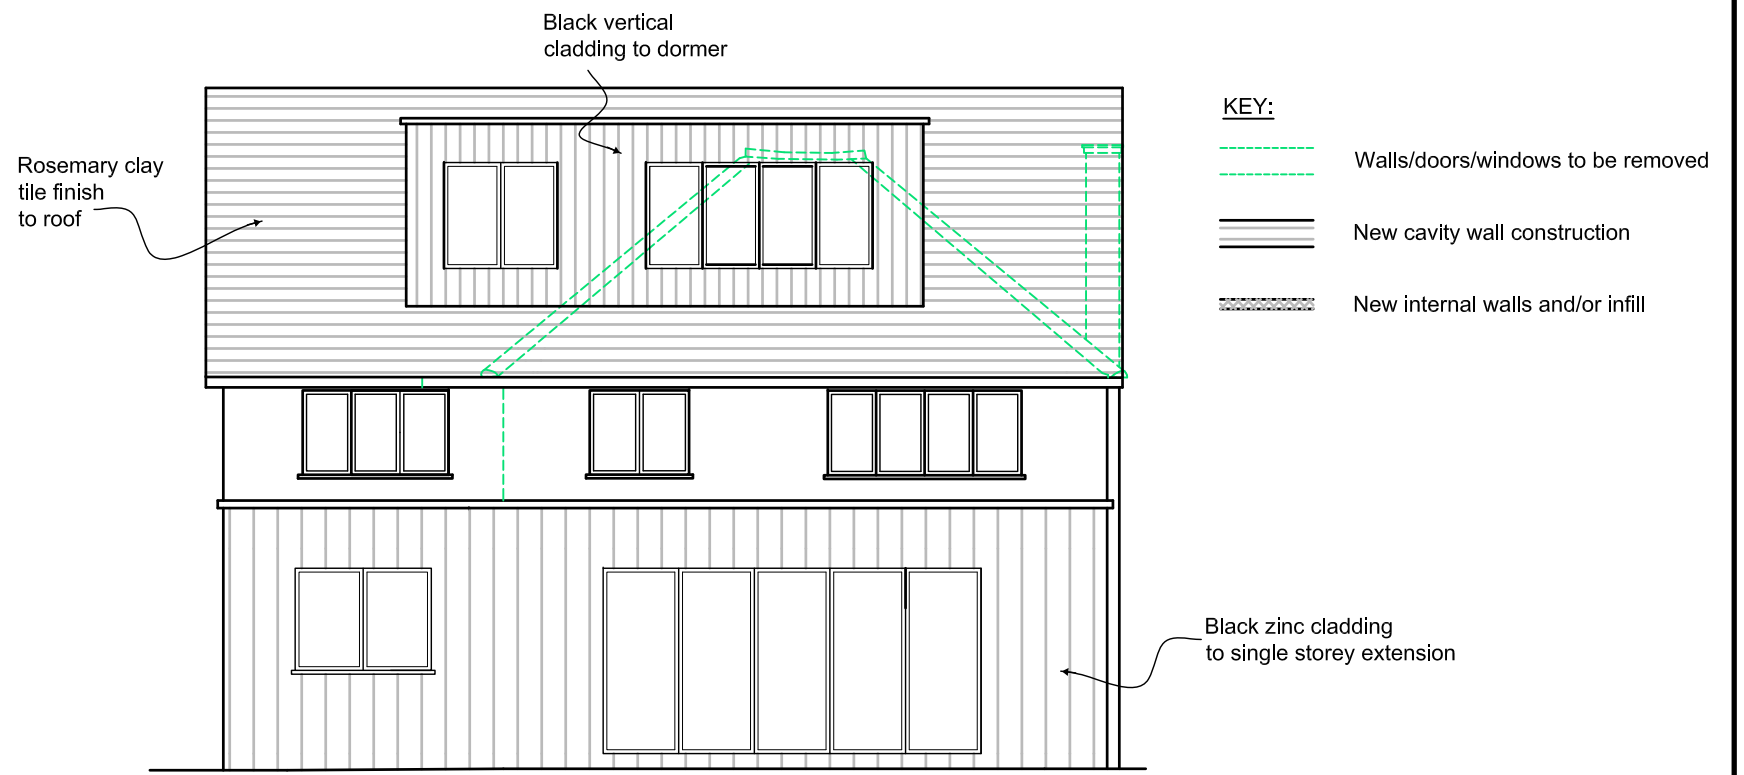 Black vertical
cladding to dormer
Rosemary clay
tile finish
to roof
KEY:
Walls/doors/windows to be removed
New cavity wall construction
New internal walls and/or infill
Black zinc cladding
to single storey extension